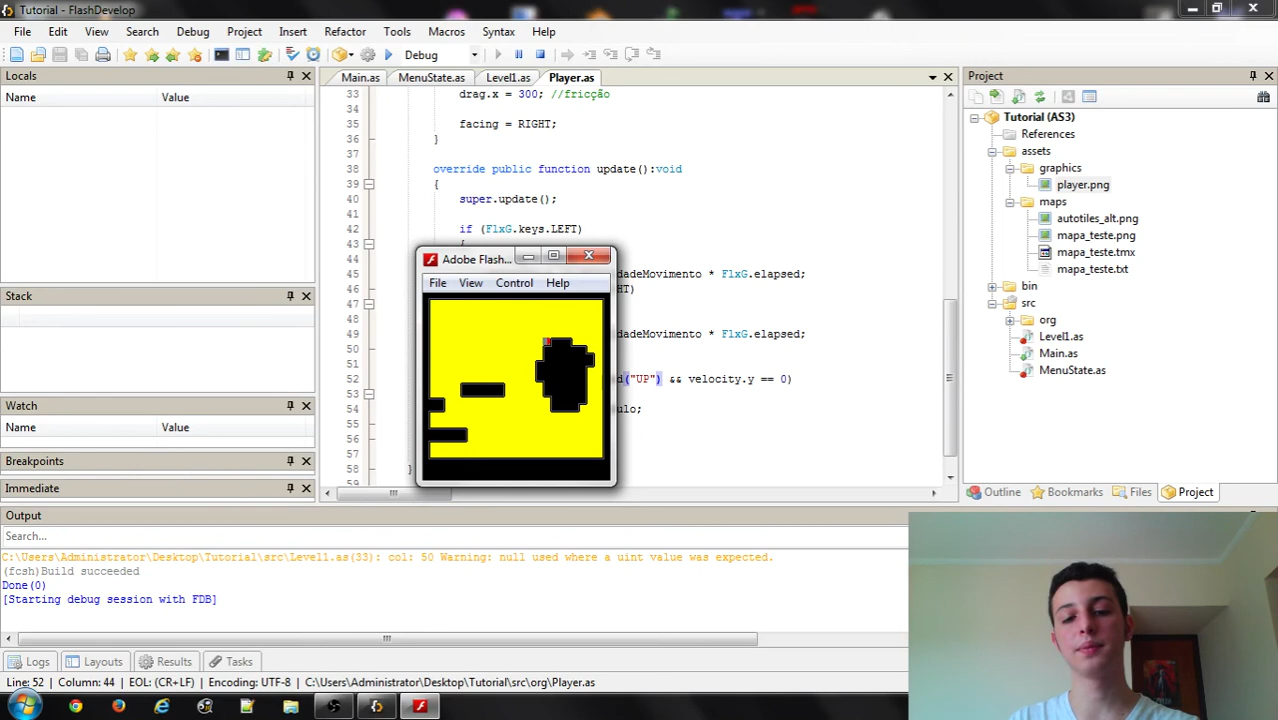 Tutorial - FlashDevelop
File Edit View Search Debug Project Insert Refactor Tools Macros Syntax Help
Debug
Locals
Name Value
Stack
Name Value
Watch
Name Value
Breakpoints
Immediate
Main.as MenuState.as Level1.as Player.as
33 drag.x = 300; //fricção
34
35 facing = RIGHT;
36 }
37
38 override public function update():void
39 {
40 super.update();
41
42 if (FlxG.keys.LEFT)
43 {
44
45 dadeMovimento * FlxG.elapsed;
46 HT)
47
48
49 dadeMovimento * FlxG.elapsed;
50
51
52 d("UP") && velocity.y == 0)
53
54 ulo;
55
56
57
58 }
59
Adobe Flash...
File View Control Help
Project
Tutorial (AS3)
References
assets
graphics
player.png
maps
autotiles_alt.png
mapa_teste.png
mapa_teste.tmx
mapa_teste.txt
bin
src
org
Level1.as
Main.as
MenuState.as
Outline Bookmarks Files Project
Output
Search...
C:\Users\Administrator\Desktop\Tutorial\src\Level1.as(33): col: 50 Warning: null used where a uint value was expected.
(fcsh)Build succeeded
Done(0)
[Starting debug session with FDB]
Logs Layouts Results Tasks
Line: 52 Column: 44 EOL: (CR+LF) Encoding: UTF-8 C:\Users\Administrator\Desktop\Tutorial\src\org\Player.as